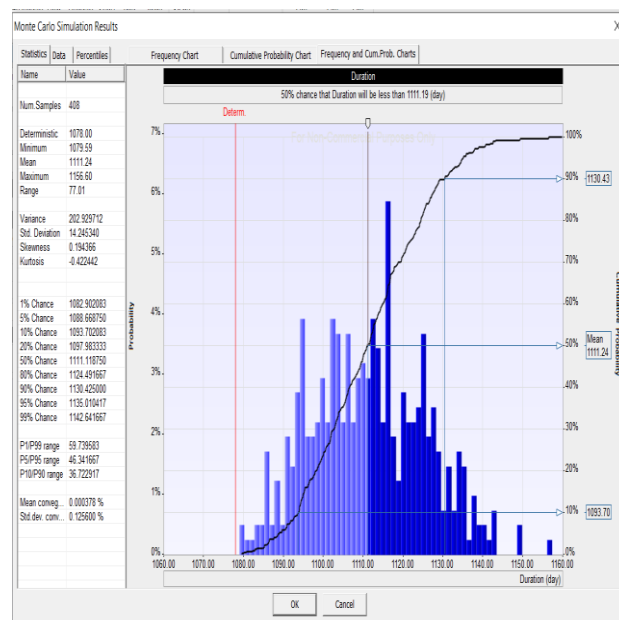 Monte Carlo Simulation Results
Statistics Data Percentiles
Frequency Chart Cumulative Probability Chart Frequency and Cum.Prob. Charts
Name Value
Num.Samples 408
Deterministic 1078.00
Minimum 1079.59
Mean 1111.24
Maximum 1156.60
Range 77.01
Variance 202.929712
Std. Deviation 14.245340
Skewness 0.194366
Kurtosis -0.422442
1% Chance 1082.902083
5% Chance 1088.668750
10% Chance 1093.702083
20% Chance 1097.983333
50% Chance 1111.118750
80% Chance 1124.491667
90% Chance 1130.425000
95% Chance 1135.010417
99% Chance 1142.641667
P1/P99 range 59.739583
P5/P95 range 46.341667
P10/P90 range 36.722917
Mean conveg... 0.000378 %
Std.dev. conv... 0.125600 %
Duration
50% chance that Duration will be less than 1111.19 (day)
Determ.
For Non-Commercial Purposes Only
7%
6%
5%
4%
3%
2%
1%
0%
Probability
100%
90%
80%
70%
60%
50%
40%
30%
20%
10%
0%
1130.43
Mean
1111.24
1093.70
Cumulative Probability
1060.00 1070.00 1080.00 1090.00 1100.00 1110.00 1120.00 1130.00 1140.00 1150.00 1160.00
Duration (day)
OK Cancel